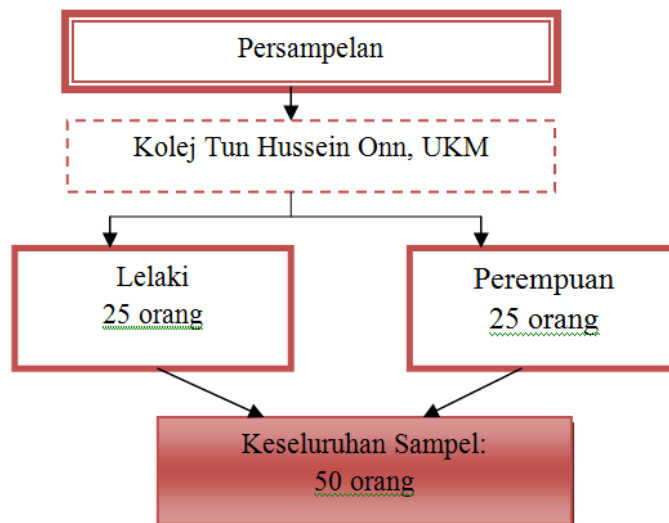 Persampelan
Kolej Tun Hussein Onn, UKM
Lelaki
25 orang
Perempuan
25 orang
Keseluruhan Sampel:
50 orang